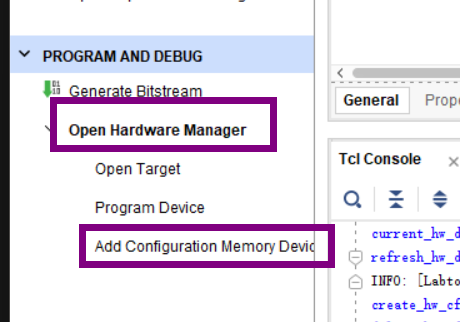 PROGRAM AND DEBUG
Generate Bitstream
Open Hardware Manager
Open Target
Program Device
Add Configuration Memory Devic
General
Prope
Tcl Console
current_hw_d
refresh_hw_d
INFO: [Labto
create_hw_cf